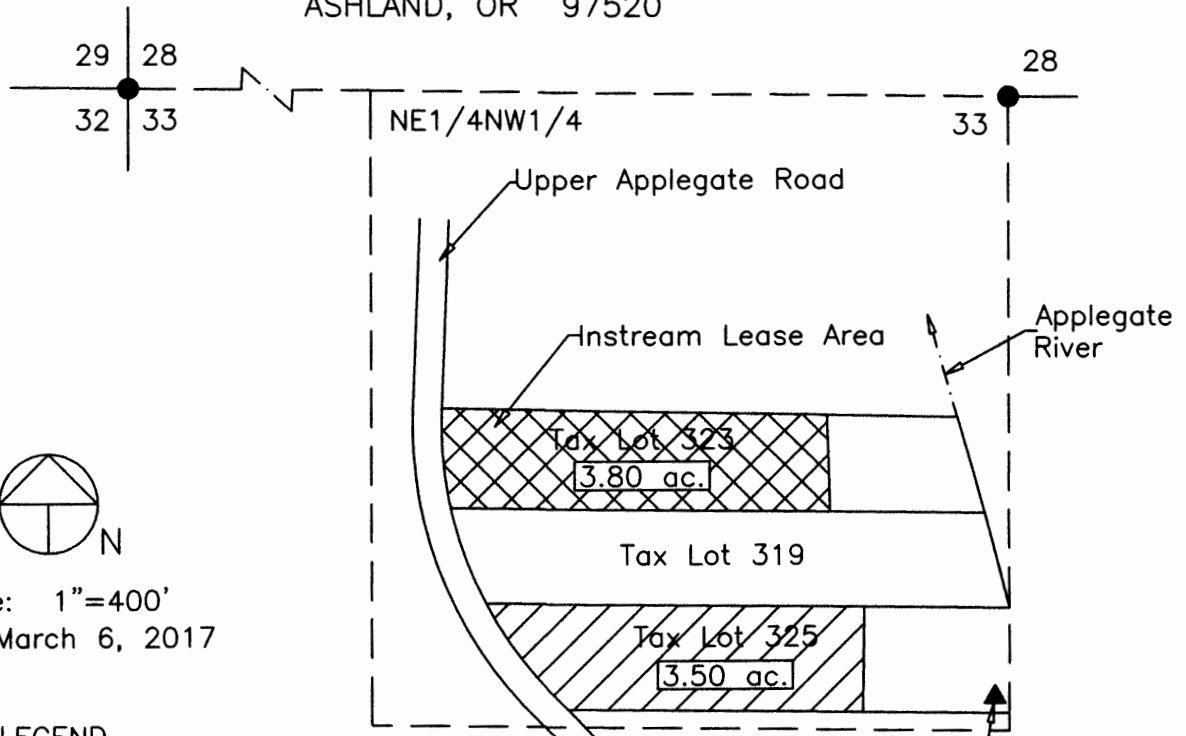 ASHLAND, OR 97520
29 28
28
32 33
NE1/4NW1/4
33
Upper Applegate Road
Instream Lease Area
Applegate
River
Tax Lot 323
3.80 ac.
N
Tax Lot 319
1"=400'
March 6, 2017
Tax Lot 325
3.50 ac.
LEGEND